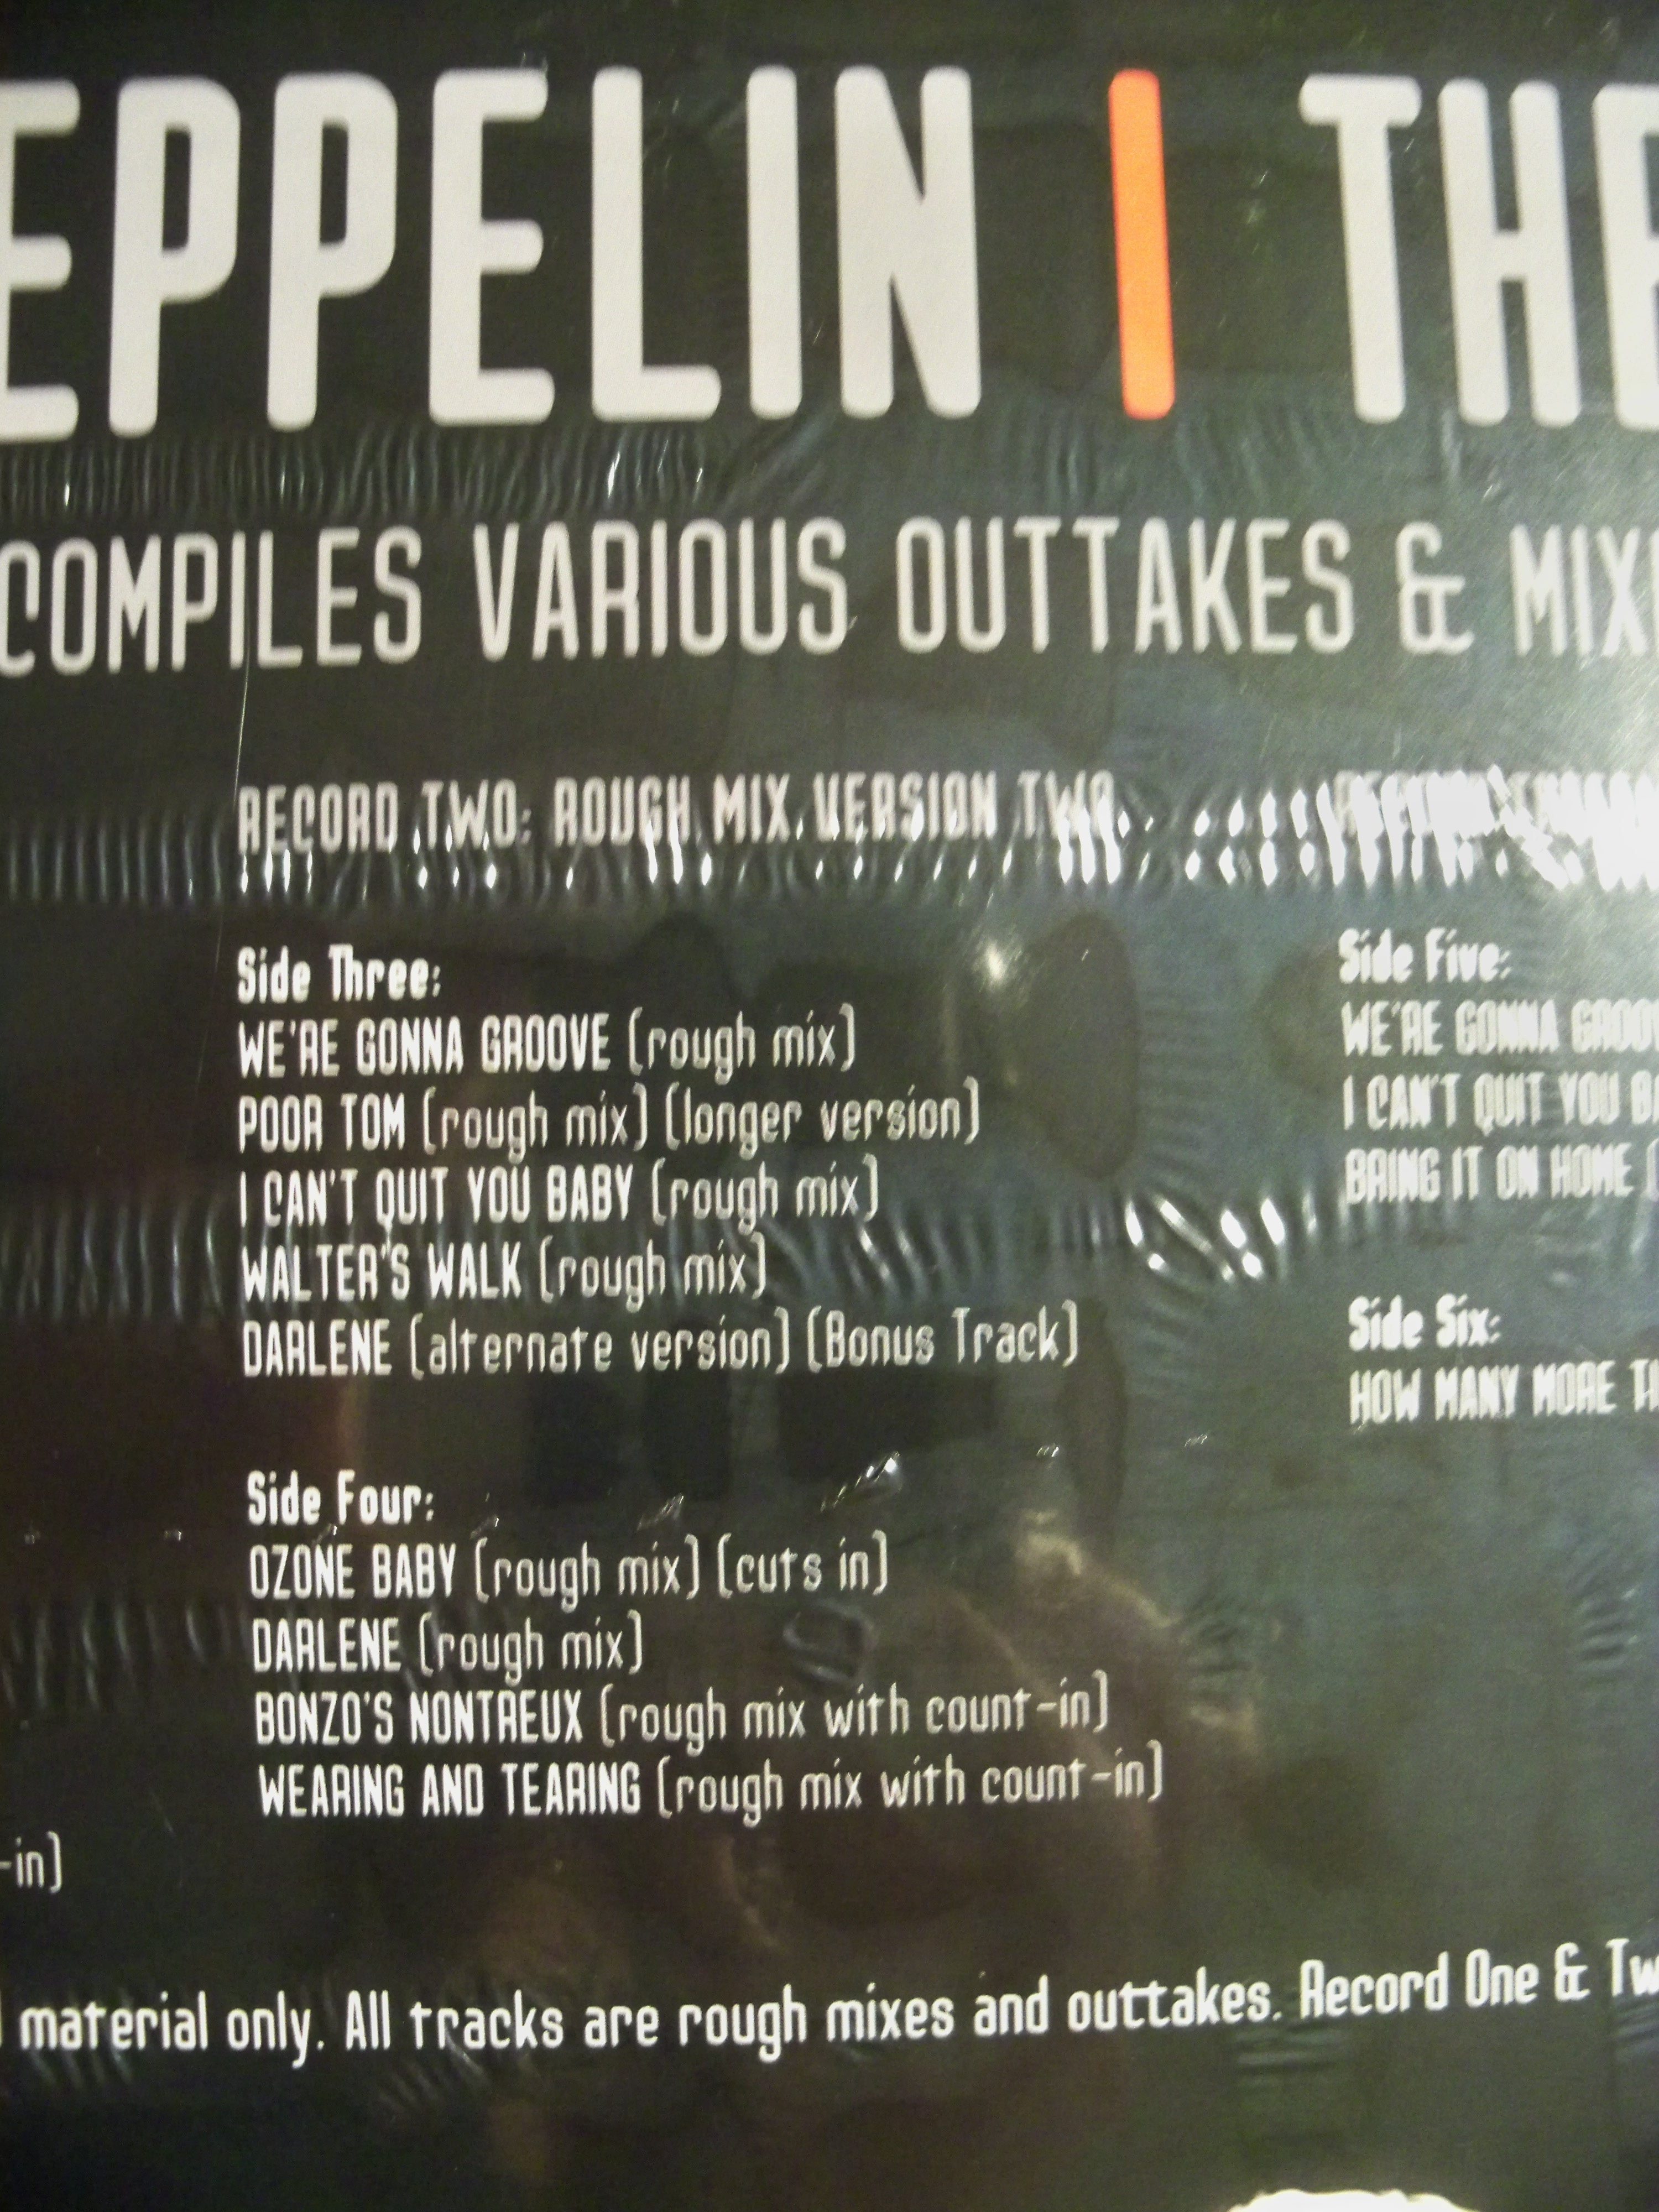 EPPELIN | TH
COMPILES VARIOUS OUTTAKES & MIX
RECORD TWO: ROUGH MIX VERSION TWO
Side Three:
WE'RE GONNA GROOVE (rough mix)
POOR TOM (rough mix) (longer version)
I CAN'T QUIT YOU BABY (rough mix)
WALTER'S WALK (rough mix)
DARLENE (alternate version) (Bonus Track)
Side Four:
OZONE BABY (rough mix) (cuts in)
DARLENE (rough mix)
BONZO'S NONTREUX (rough mix with count-in)
WEARING AND TEARING (rough mix with count-in)
Side Five:
WE'RE GONNA GROOV
I CAN'T QUIT YOU B
BRING IT ON HOME (
Side Six:
HOW MANY MORE TI
-in)
material only. All tracks are rough mixes and outtakes. Record One & Tw